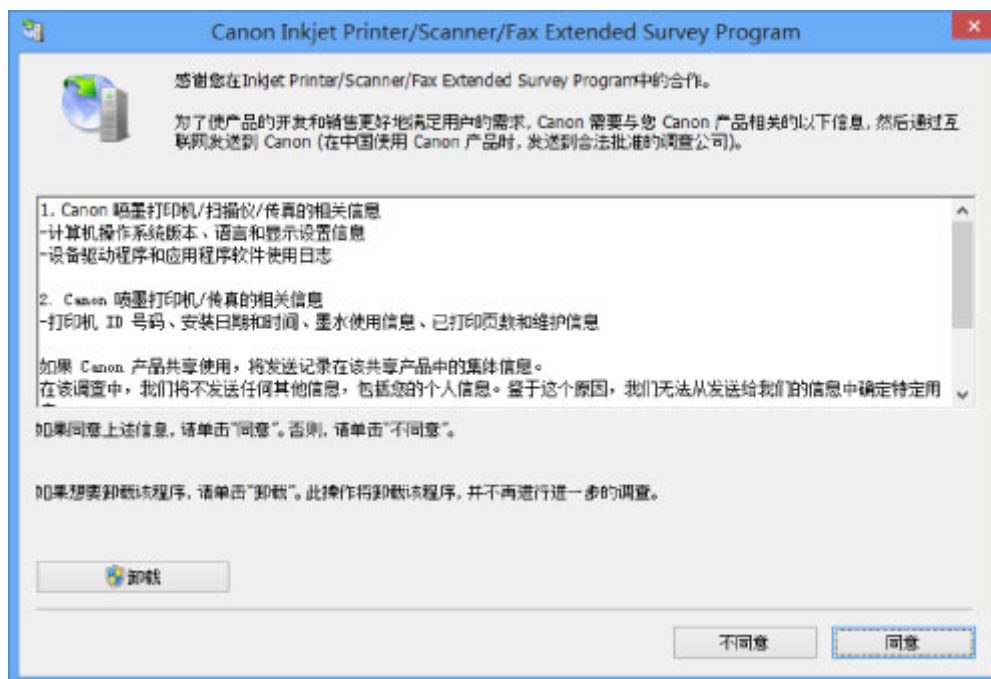 Canon Inkjet Printer/Scanner/Fax Extended Survey Program
感谢您在Inkjet Printer/Scanner/Fax Extended Survey Program中的合作。
为了使产品的开发和销售更好地满足用户的需求, Canon 需要与您 Canon 产品相关的以下信息, 然后通过互
联网发送到 Canon (在中国使用 Canon 产品时, 发送到合法批准的调查公司)。
1. Canon 喷墨打印机/扫描仪/传真的相关信息
-计算机操作系统版本、语言和显示设置信息
-设备驱动程序和应用程序软件使用日志
2. Canon 喷墨打印机/传真的相关信息
-打印机 ID 号码、安装日期和时间、墨水使用信息、已打印页数和维护信息
如果 Canon 产品共享使用，将发送记录在该共享产品中的集体信息。
在该调查中，我们将不发送任何其他信息，包括您的个人信息。鉴于这个原因，我们无法从发送给我们的信息中确定特定用
如果同意上述信息, 请单击"同意"。否则, 请单击"不同意"。
如果想要卸载该程序, 请单击"卸载"。此操作将卸载该程序, 并不再进行进一步的调查。
卸载
不同意
同意